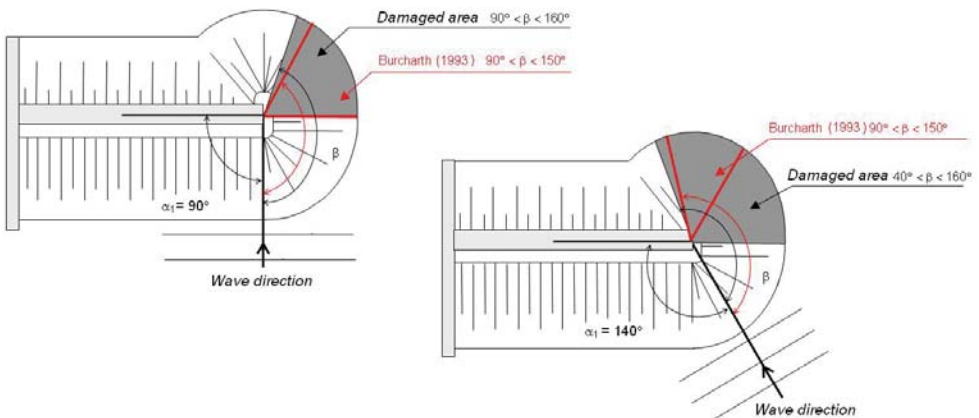 Damaged area 90° < β < 160°
Burcharth (1993) 90° < β < 150°
β
α₁ = 90°
Wave direction
Burcharth (1993) 90° < β < 150°
Damaged area 40° < β < 160°
β
α₁ = 140°
Wave direction